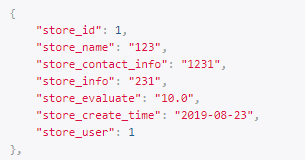 {
"store_id": 1,
"store_name": "123",
"store_contact_info": "1231",
"store_info": "231",
"store_evaluate": "10.0",
"store_create_time": "2019-08-23",
"store_user": 1
},